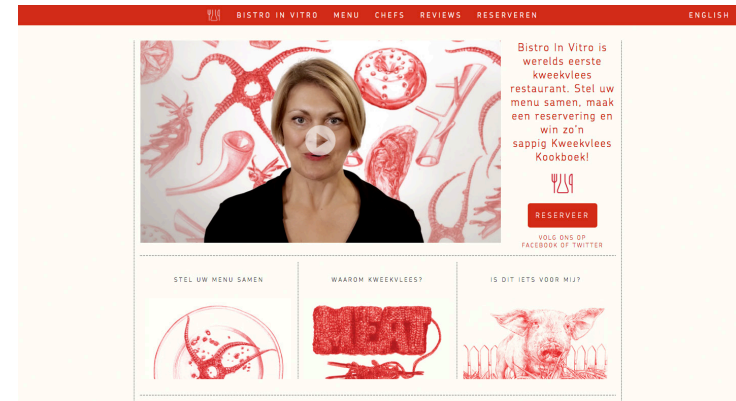 BISTRO IN VITRO MENU CHEFS REVIEWS RESERVEREN ENGLISH
Bistro In Vitro is
werelds eerste
kweekvlees
restaurant. Stel uw
menu samen, maak
een reservering en
win zo'n
sappig Kweekvlees
Kookboek!
RESERVEER
VOLG ONS OP
FACEBOOK OF TWITTER
STEL UW MENU SAMEN
WAAROM KWEEKVLEES?
IS DIT IETS VOOR MIJ?
MEAT